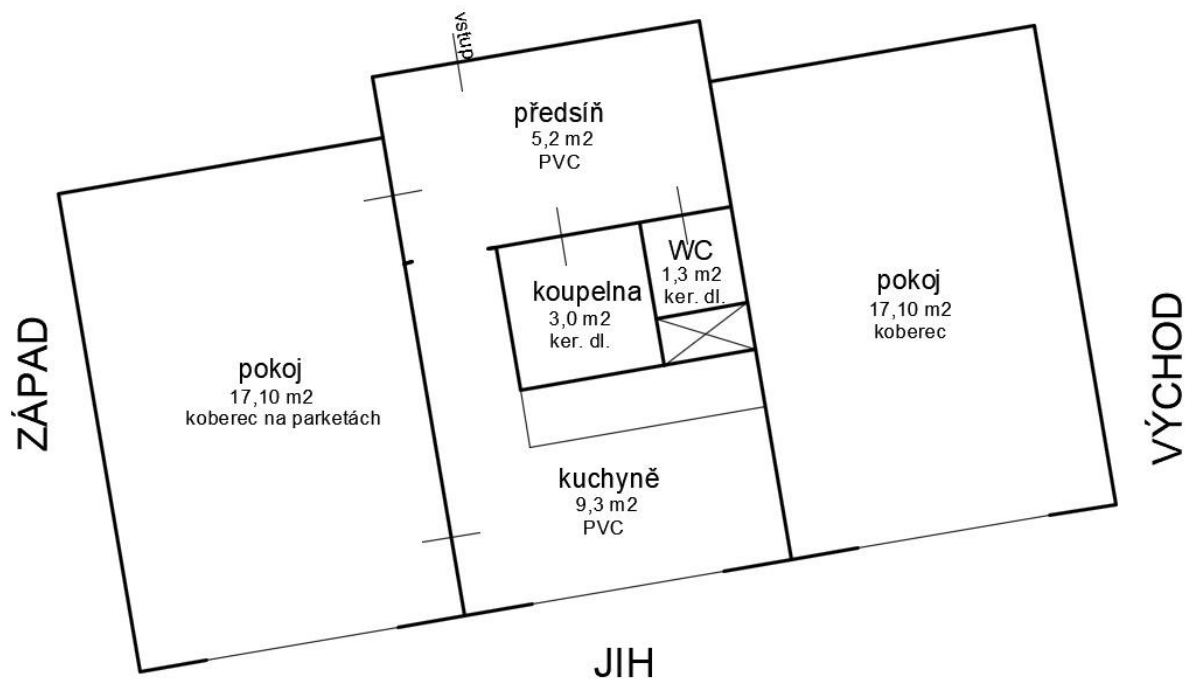 vstup
předsíň
5,2 m2
PVC
WC
1,3 m2
ker. dl.
koupelna
3,0 m2
ker. dl.
pokoj
17,10 m2
koberec
VÝCHOD
ZÁPAD
pokoj
17,10 m2
koberec na parketách
kuchyně
9,3 m2
PVC
JIH